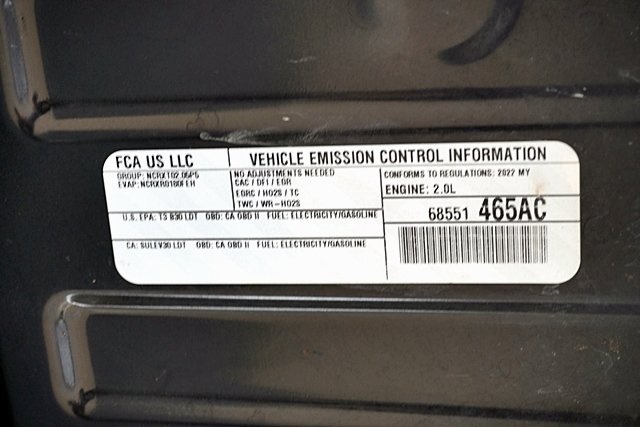 FCA US LLC
VEHICLE EMISSION CONTROL INFORMATION
GROUP: NCRXT02.05P5
EVAP: NCRXR0180FEH
NO ADJUSTMENTS NEEDED
CAC / DFI / EGR
EGRC / HO2S / TC
TWC / WR-HO2S
CONFORMS TO REGULATIONS: 2022 MY
ENGINE: 2.0L
U.S. EPA: T3 B30 LDT OBD: CA OBD II FUEL: ELECTRICITY/GASOLINE
68551 465AC
CA: SULEV30 LDT OBD: CA OBD II FUEL: ELECTRICITY/GASOLINE